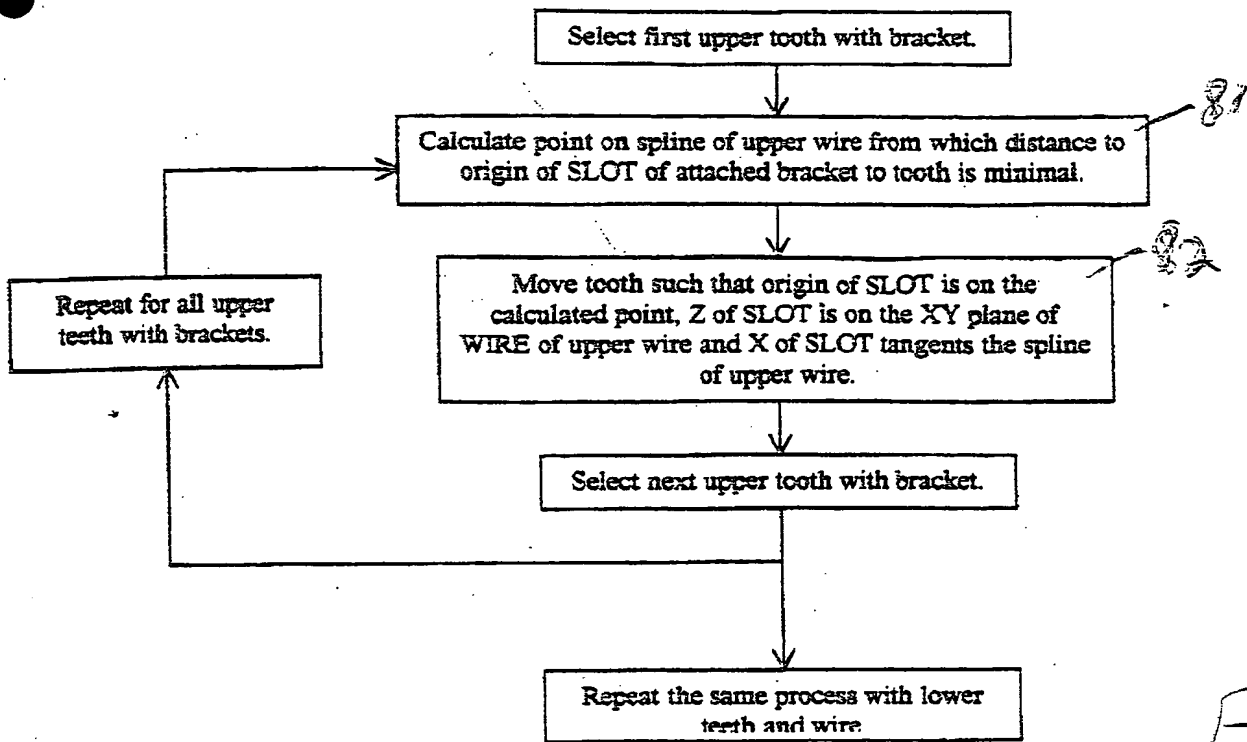 Select first upper tooth with bracket.
81
Calculate point on spline of upper wire from which distance to
origin of SLOT of attached bracket to tooth is minimal.
82
Move tooth such that origin of SLOT is on the
calculated point, Z of SLOT is on the XY plane of
WIRE of upper wire and X of SLOT tangents the spline
of upper wire.
Repeat for all upper
teeth with brackets.
Select next upper tooth with bracket.
Repeat the same process with lower
teeth and wire